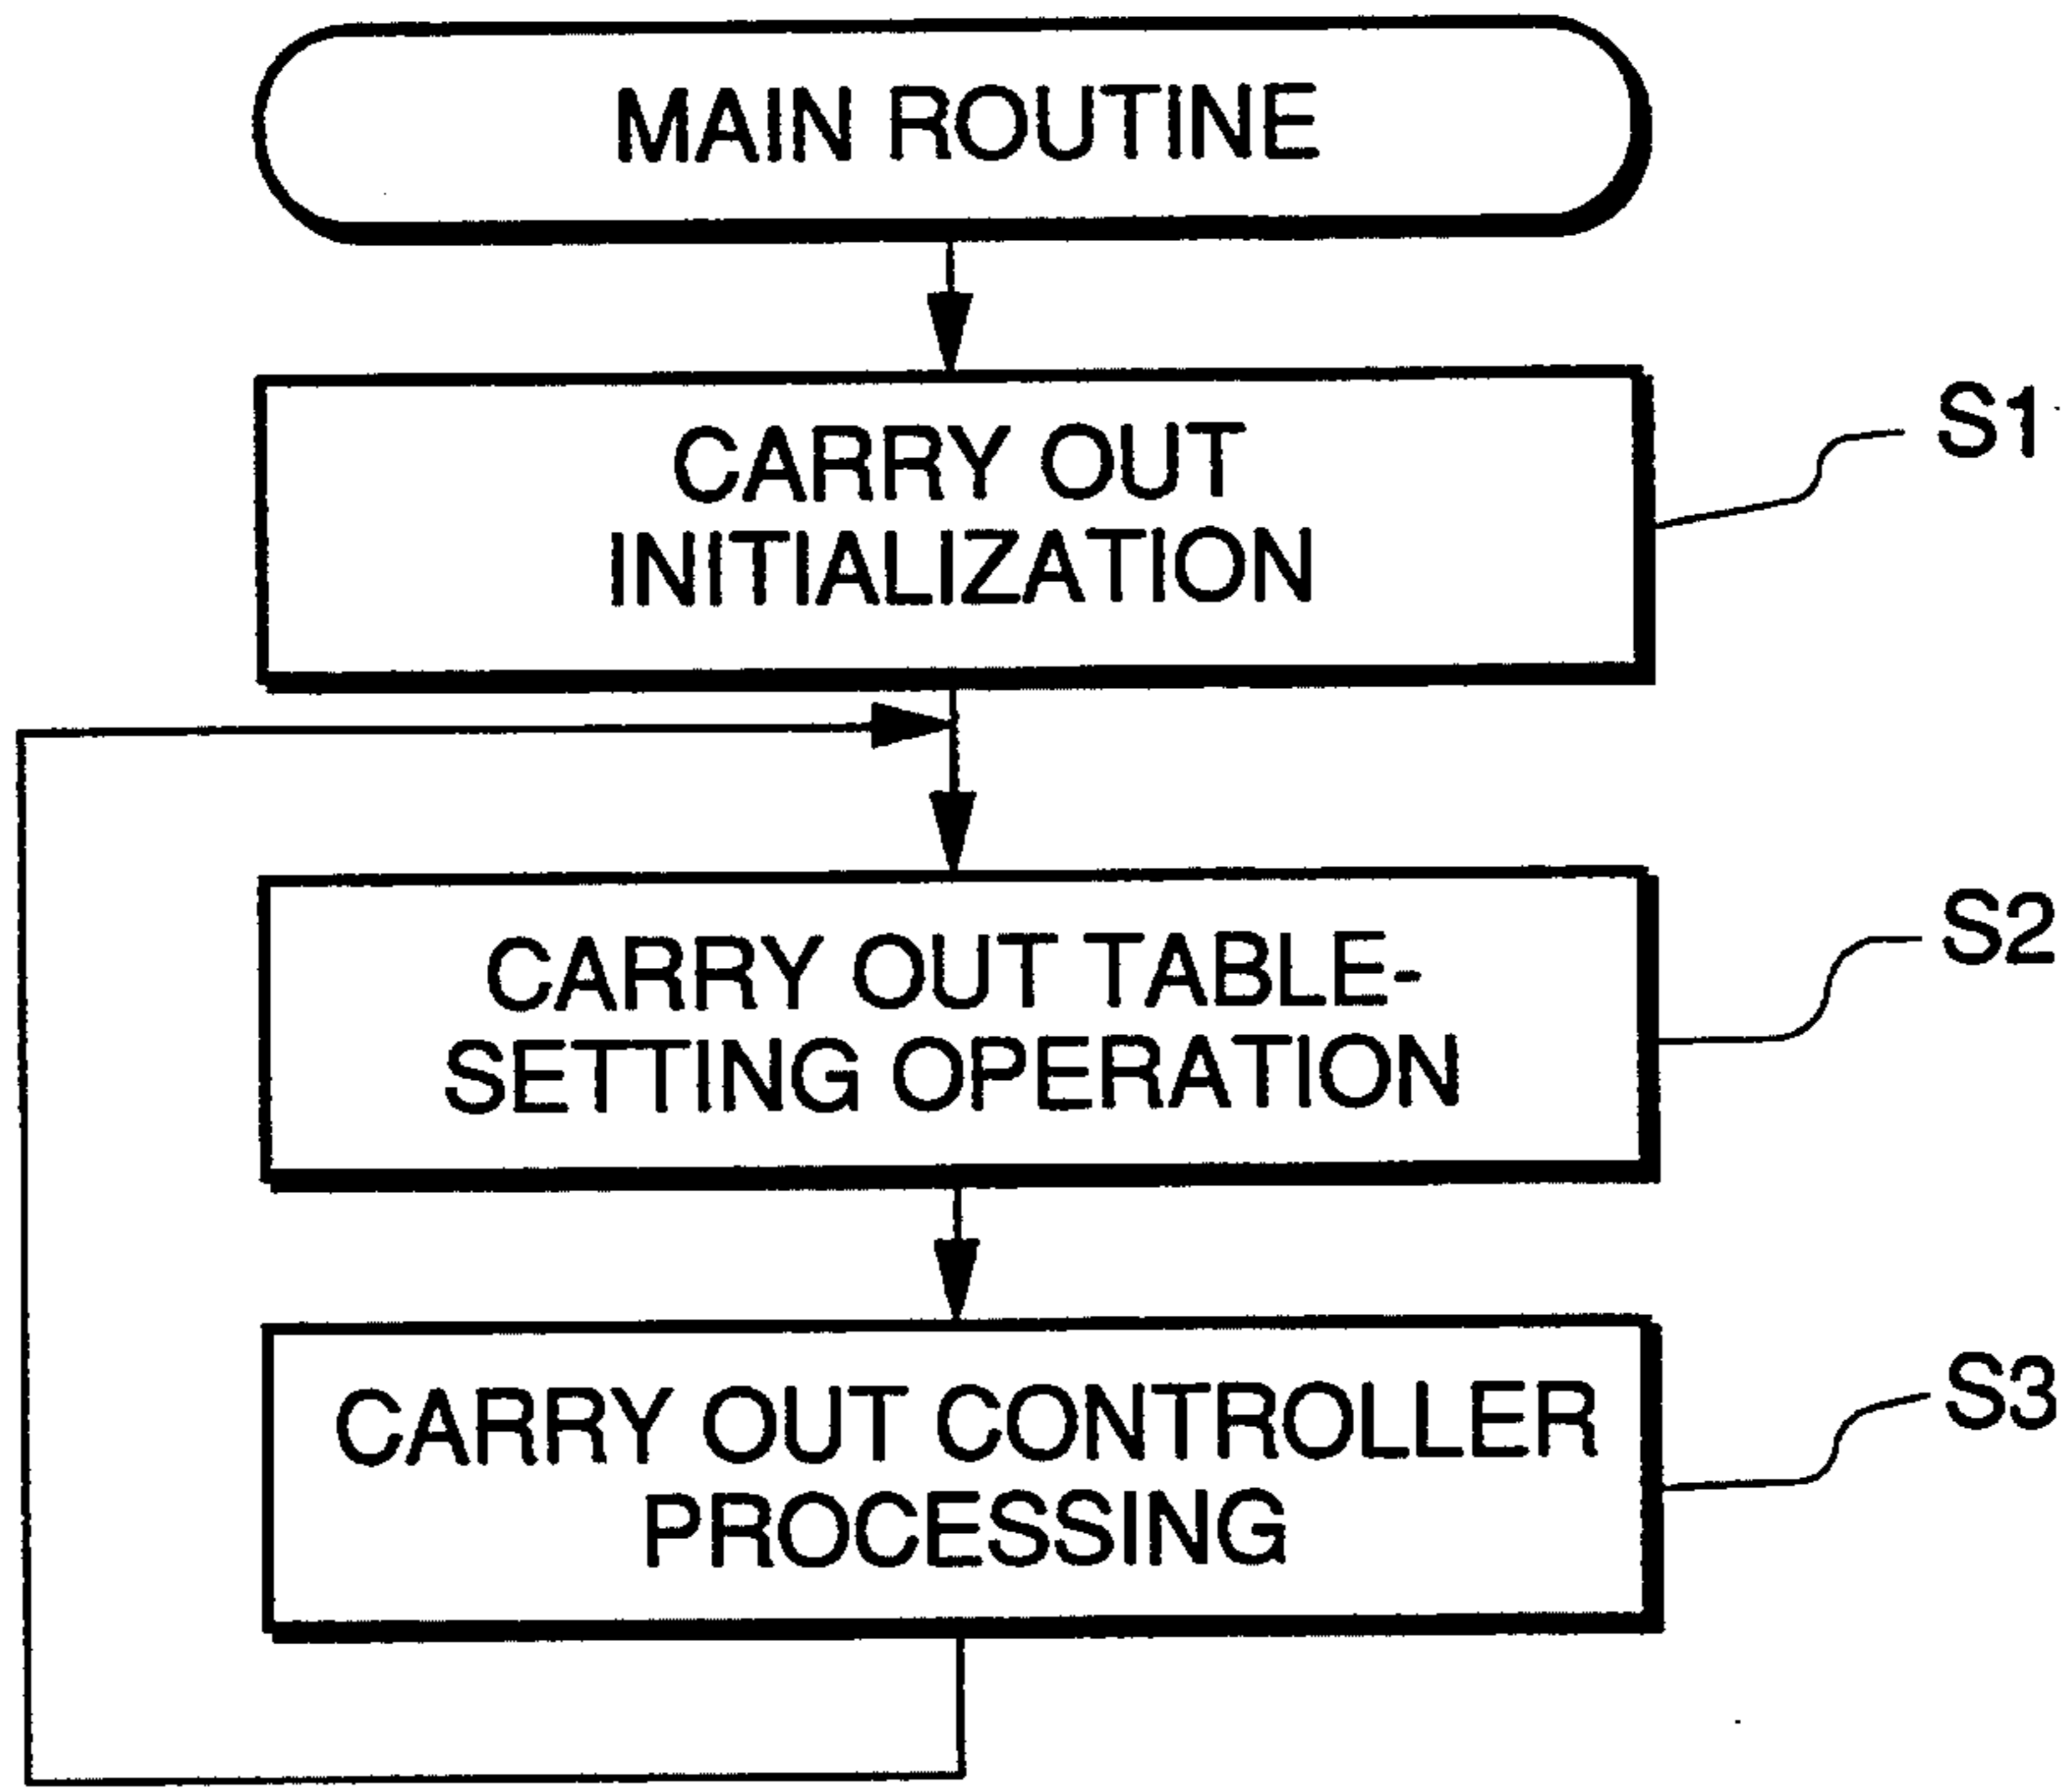 MAIN ROUTINE
CARRY OUT
INITIALIZATION
S1
CARRY OUT TABLE-
SETTING OPERATION
S2
CARRY OUT CONTROLLER
PROCESSING
S3